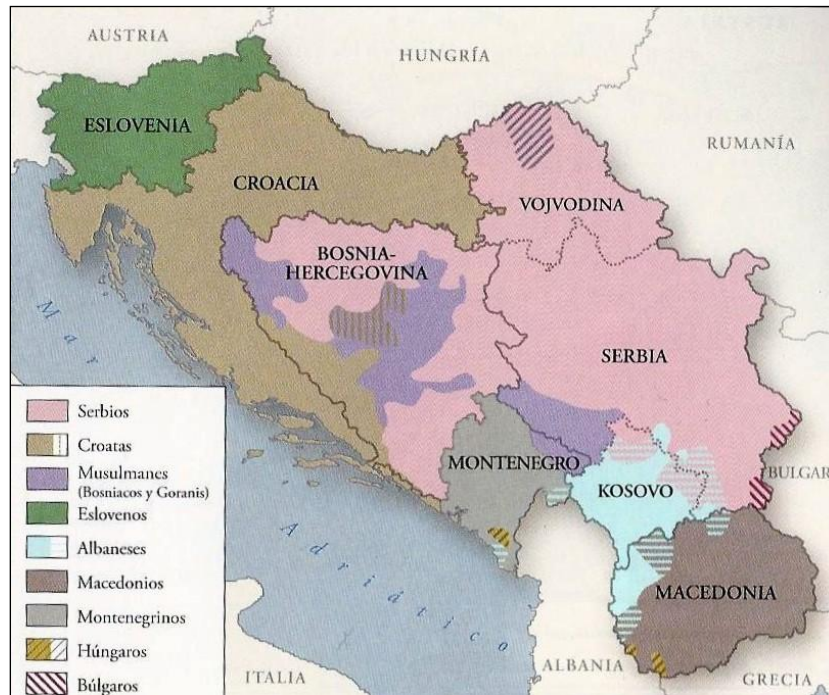 AUSTRIA
HUNGRÍA
ESLOVENIA
RUMANÍA
CROACIA
VOJVODINA
BOSNIA-
HERCEGOVINA
Mar
SERBIA
Serbios
Croatas
Musulmanes
(Bosniacos y Goranis)
Eslovenos
Albaneses
Macedonios
Montenegrinos
Húngaros
Búlgaros
MONTENEGRO
BULGAR
KOSOVO
Adriático
MACEDONIA
ITALIA
ALBANIA
GRECIA